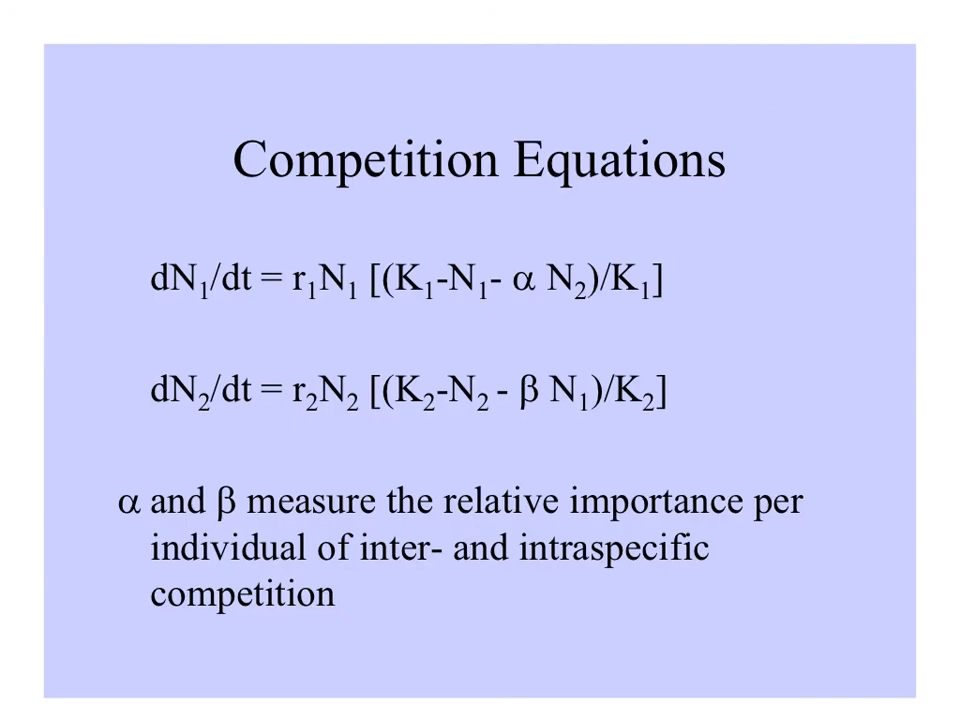 Competition Equations
dN₁/dt = r₁N₁ [(K₁-N₁- α N₂)/K₁]
dN₂/dt = r₂N₂ [(K₂-N₂ - β N₁)/K₂]
α and β measure the relative importance per
individual of inter- and intraspecific
competition